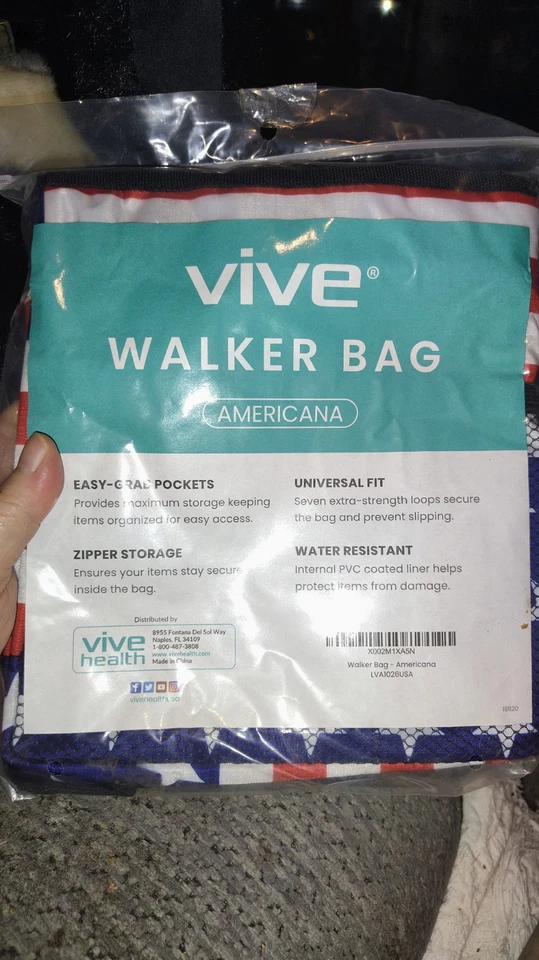 vive®
WALKER BAG
AMERICANA
EASY-GRAB POCKETS
Provides maximum storage keeping
items organized for easy access.
UNIVERSAL FIT
Seven extra-strength loops secure
the bag and prevent slipping.
ZIPPER STORAGE
Ensures your items stay secure
inside the bag.
WATER RESISTANT
Internal PVC coated liner helps
protect items from damage.
Distributed by
vive
health
8955 Fontana Del Sol Way
Naples, FL 34109
1-800-487-3808
www.vivehealth.com
Made in China
X002M1XA5N
Walker Bag - Americana
LVA1026USA